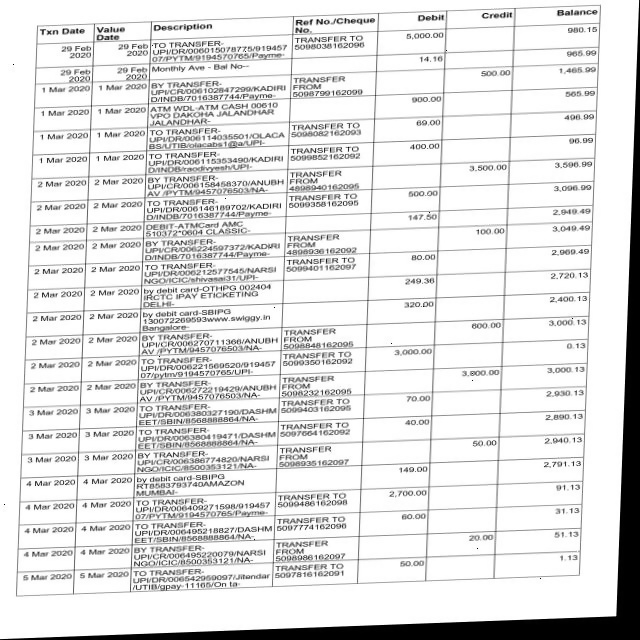 Txn Date Value Date Description Ref No./Cheque No. Debit Credit Balance
29 Feb 2020 29 Feb 2020 TO TRANSFER- TRANSFER TO 5,000.00 980.15
UPI/DR/006015078775/919457 5098038162096
07/PYTM/9194570765/Payme-
29 Feb 2020 29 Feb 2020 Monthly Ave - Bal No-- 14.16 965.99
1 Mar 2020 1 Mar 2020 BY TRANSFER- TRANSFER 500.00 1,465.99
UPI/CR/006102847299/KADIRI FROM
D/INDB/7016387744/Payme- 5098799162099
1 Mar 2020 1 Mar 2020 ATM WDL-ATM CASH 00610 900.00 565.99
VPO DAKOHA JALANDHAR
JALANDHAR-
1 Mar 2020 1 Mar 2020 TO TRANSFER- TRANSFER TO 69.00 496.99
UPI/DR/006114035501/OLACA 5098082162093
BS/UTIB/olacabs1@a/UPI-
1 Mar 2020 1 Mar 2020 TO TRANSFER- TRANSFER TO 400.00 96.99
UPI/DR/006115353490/KADIRI 5099852162092
D/INDB/raodivyesh/UPI-
2 Mar 2020 2 Mar 2020 BY TRANSFER- TRANSFER 3,500.00 3,596.99
UPI/CR/006158458370/ANUBH FROM
AV /PYTM/9457076503/NA- 4898940162095
2 Mar 2020 2 Mar 2020 TO TRANSFER- TRANSFER TO 500.00 3,096.99
UPI/DR/006146189702/KADIRI 5099358162095
D/INDB/7016387744/Payme-
2 Mar 2020 2 Mar 2020 DEBIT-ATMCard AMC 147.50 2,949.49
510372*0604 CLASSIC-
2 Mar 2020 2 Mar 2020 BY TRANSFER- TRANSFER 100.00 3,049.49
UPI/CR/006224597372/KADIRI FROM
D/INDB/7016387744/Payme- 4898936162092
2 Mar 2020 2 Mar 2020 TO TRANSFER- TRANSFER TO 80.00 2,969.49
UPI/DR/006212577545/NARSI 5099401162097
NGO/ICIC/shivasai31/UPI-
2 Mar 2020 2 Mar 2020 by debit card-OTHPG 002404 249.36 2,720.13
IRCTC IPAY ETICKETING
DELHI-
2 Mar 2020 2 Mar 2020 by debit card-SBIPG 320.00 2,400.13
130072269593www.swiggy.in
Bangalore-
2 Mar 2020 2 Mar 2020 BY TRANSFER- TRANSFER 600.00 3,000.13
UPI/CR/006270711366/ANUBH FROM
AV /PYTM/9457076503/NA- 5098848162095
2 Mar 2020 2 Mar 2020 TO TRANSFER- TRANSFER TO 3,000.00 0.13
UPI/DR/006221569520/919457 5099350162092
07/pytm/9194570765/UPI-
2 Mar 2020 2 Mar 2020 BY TRANSFER- TRANSFER 3,000.13
UPI/CR/006272219429/ANUBH FROM
AV /PYTM/9457076503/NA- 5098232162095
3 Mar 2020 3 Mar 2020 TO TRANSFER- TRANSFER TO 70.00 2,930.13
UPI/DR/006380327190/DASHM 5099403162095
EET/SBIN/8568888864/NA-
3 Mar 2020 3 Mar 2020 TO TRANSFER- TRANSFER TO 40.00 2,890.13
UPI/DR/006380419471/DASHM 5097664162092
EET/SBIN/8568888864/NA-
3 Mar 2020 3 Mar 2020 BY TRANSFER- TRANSFER 50.00 2,940.13
UPI/CR/006386774820/NARSI FROM
NGO/ICIC/8500353121/NA- 5098935162097
4 Mar 2020 4 Mar 2020 by debit card-SBIPG 149.00 2,791.13
RT8583793740AMAZON
MUMBAI-
4 Mar 2020 4 Mar 2020 TO TRANSFER- TRANSFER TO 2,700.00 91.13
UPI/DR/006409271598/919457 5099486162098
07/PYTM/9194570765/Payme-
4 Mar 2020 4 Mar 2020 TO TRANSFER- TRANSFER TO 60.00 31.13
UPI/DR/006495218827/DASHM 5097774162096
EET/SBIN/8568888864/NA-
4 Mar 2020 4 Mar 2020 BY TRANSFER- TRANSFER 20.00 51.13
UPI/CR/006495220079/NARSI FROM
NGO/ICIC/8500353121/NA- 5098986162097
5 Mar 2020 5 Mar 2020 TO TRANSFER- TRANSFER TO 50.00 1.13
UPI/DR/006542959097/Jitendar 5097816162091
/UTIB/gpay-11165/On ta-